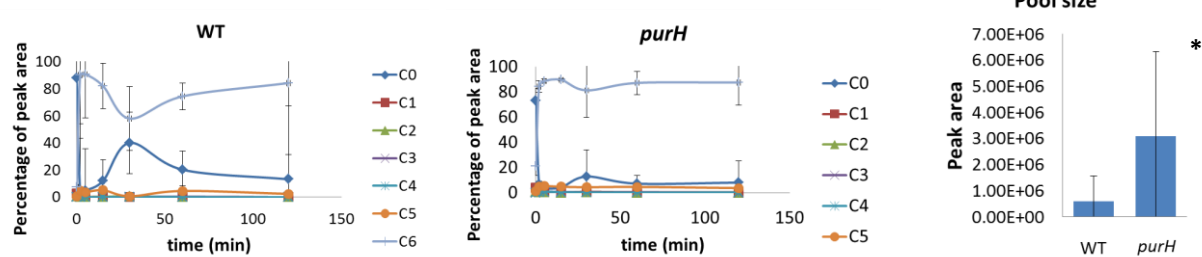 WT
Percentage of peak area
100
80
60
40
20
0
0
50
100
150
time (min)
C0
C1
C2
C3
C4
C5
C6
purH
Percentage of peak area
100
80
60
40
20
0
0
50
100
150
time (min)
C0
C1
C2
C3
C4
C5
Pool size
Peak area
7.00E+06
6.00E+06
5.00E+06
4.00E+06
3.00E+06
2.00E+06
1.00E+06
0.00E+00
*
WT
purH